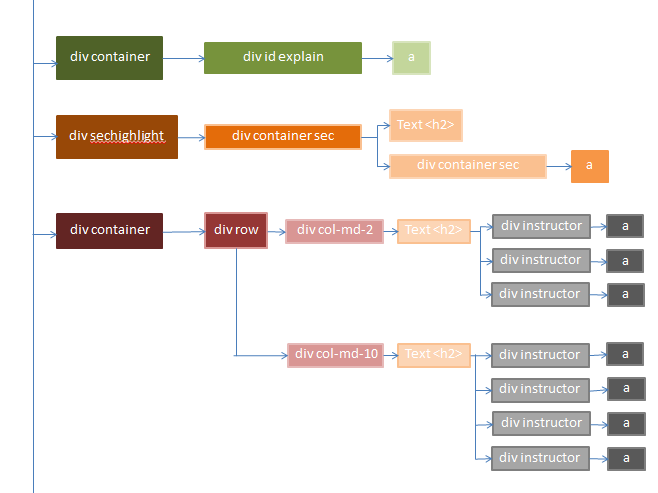 div container
div id explain
a
div sechighlight
div container sec
Text <h2>
div container sec
a
div container
div row
div col-md-2
Text <h2>
div instructor
a
div instructor
a
div instructor
a
div col-md-10
Text <h2>
div instructor
a
div instructor
a
div instructor
a
div instructor
a